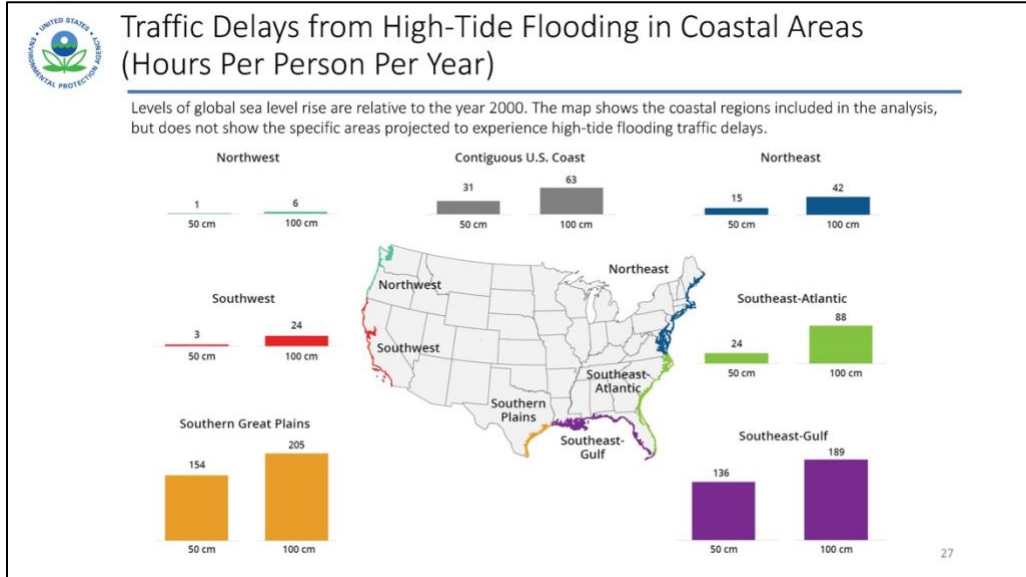 UNITED STATES
ENVIRONMENTAL PROTECTION AGENCY
Traffic Delays from High-Tide Flooding in Coastal Areas
(Hours Per Person Per Year)
Levels of global sea level rise are relative to the year 2000. The map shows the coastal regions included in the analysis,
but does not show the specific areas projected to experience high-tide flooding traffic delays.
Northwest
1
6
50 cm
100 cm
Contiguous U.S. Coast
31
63
50 cm
100 cm
Northeast
15
42
50 cm
100 cm
Southwest
3
24
50 cm
100 cm
Northwest
Southwest
Northeast
Southeast-
Atlantic
Southern
Plains
Southeast-
Gulf
Southeast-Atlantic
24
88
50 cm
100 cm
Southern Great Plains
154
205
50 cm
100 cm
Southeast-Gulf
136
189
50 cm
100 cm
27